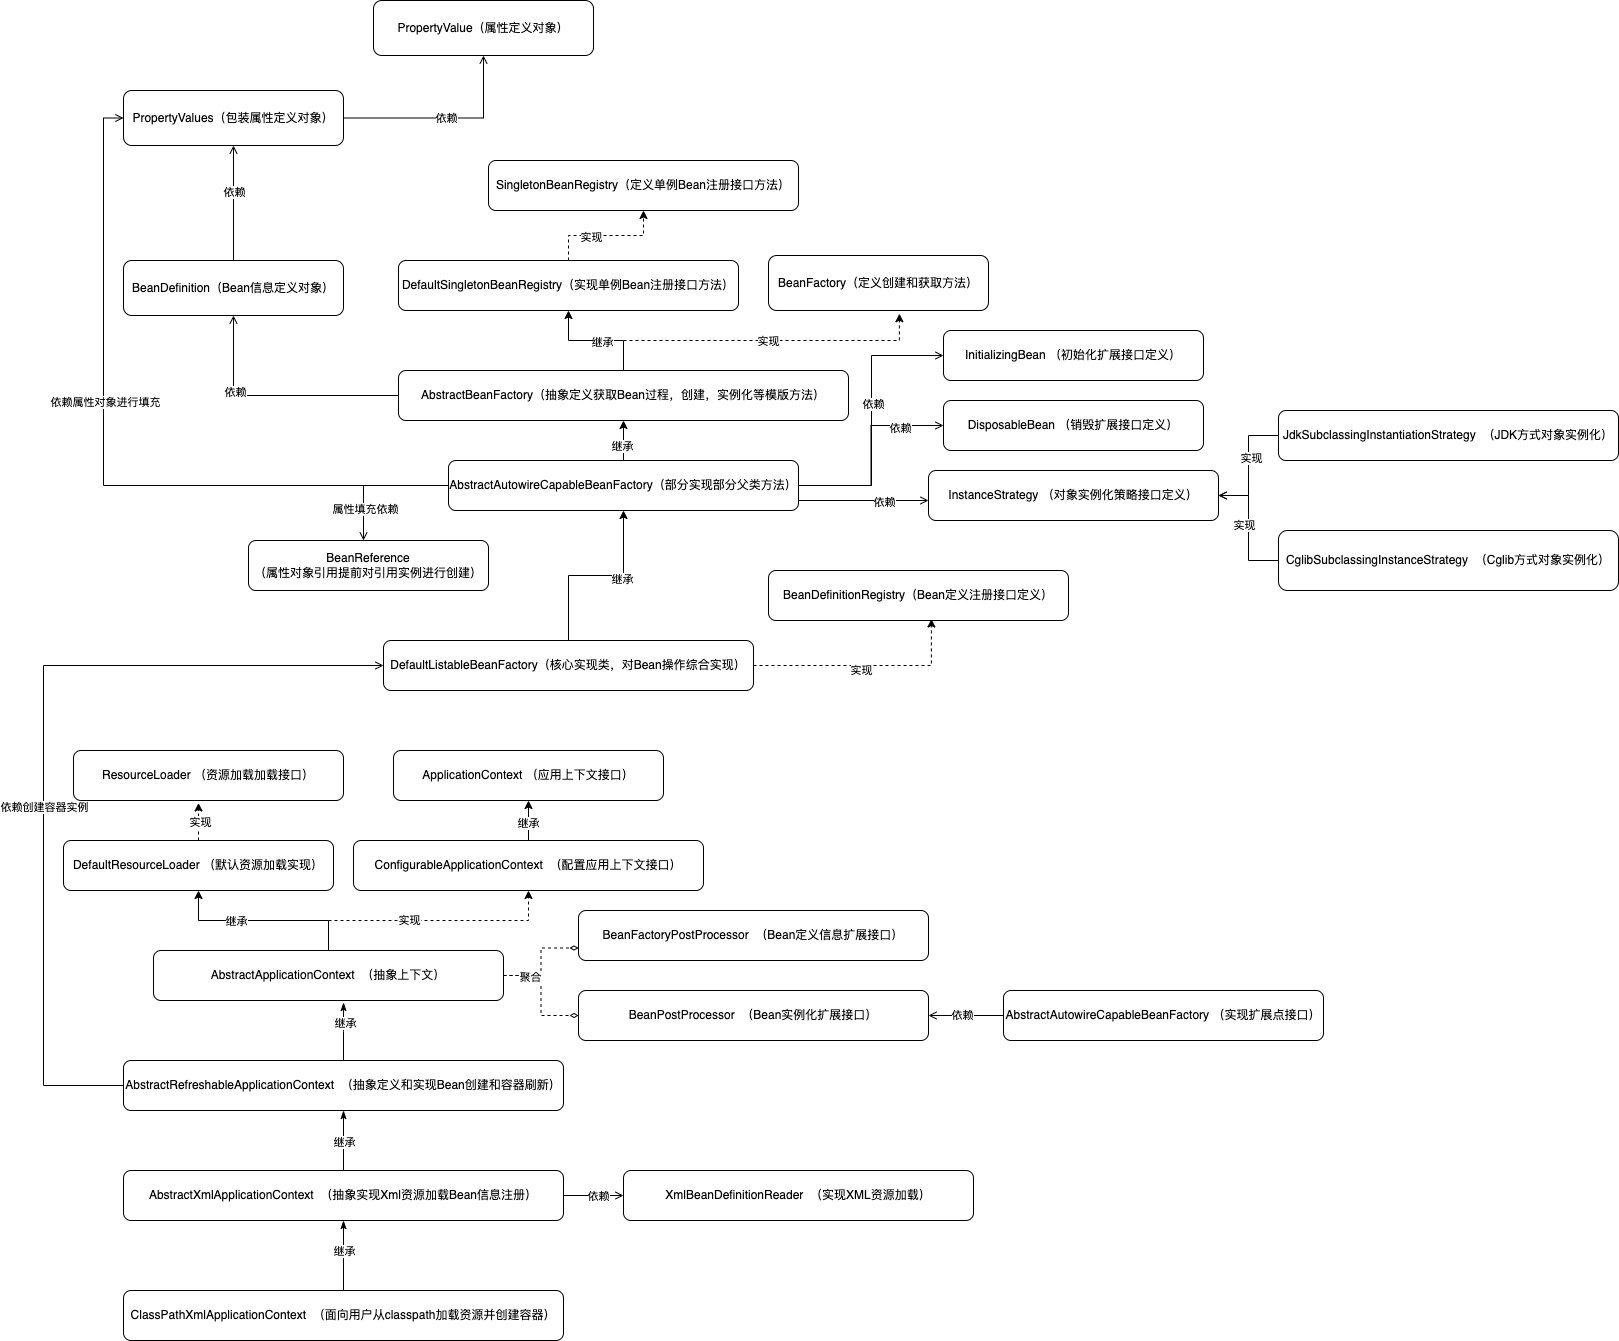 PropertyValue（属性定义对象）
PropertyValues（包装属性定义对象）
依赖
依赖
SingletonBeanRegistry（定义单例Bean注册接口方法）
实现
BeanDefinition（Bean信息定义对象）
DefaultSingletonBeanRegistry（实现单例Bean注册接口方法）
BeanFactory（定义创建和获取方法）
继承
实现
InitializingBean （初始化扩展接口定义）
依赖
AbstractBeanFactory（抽象定义获取Bean过程，创建，实例化等模版方法）
依赖属性对象进行填充
依赖
DisposableBean （销毁扩展接口定义）
依赖
JdkSubclassingInstantiationStrategy （JDK方式对象实例化）
继承
实现
AbstractAutowireCapableBeanFactory（部分实现部分父类方法）
依赖
InstanceStrategy （对象实例化策略接口定义）
属性填充依赖
实现
BeanReference
（属性对象引用提前对引用实例进行创建）
CglibSubclassingInstanceStrategy （Cglib方式对象实例化）
继承
BeanDefinitionRegistry（Bean定义注册接口定义）
DefaultListableBeanFactory（核心实现类，对Bean操作综合实现）
实现
ResourceLoader （资源加载加载接口）
ApplicationContext （应用上下文接口）
依赖创建容器实例
实现
继承
DefaultResourceLoader （默认资源加载实现）
ConfigurableApplicationContext （配置应用上下文接口）
继承
实现
BeanFactoryPostProcessor （Bean定义信息扩展接口）
AbstractApplicationContext （抽象上下文）
聚合
BeanPostProcessor （Bean实例化扩展接口）
依赖
AbstractAutowireCapableBeanFactory （实现扩展点接口）
继承
AbstractRefreshableApplicationContext （抽象定义和实现Bean创建和容器刷新）
继承
AbstractXmlApplicationContext （抽象实现Xml资源加载Bean信息注册）
依赖
XmlBeanDefinitionReader （实现XML资源加载）
继承
ClassPathXmlApplicationContext （面向用户从classpath加载资源并创建容器）